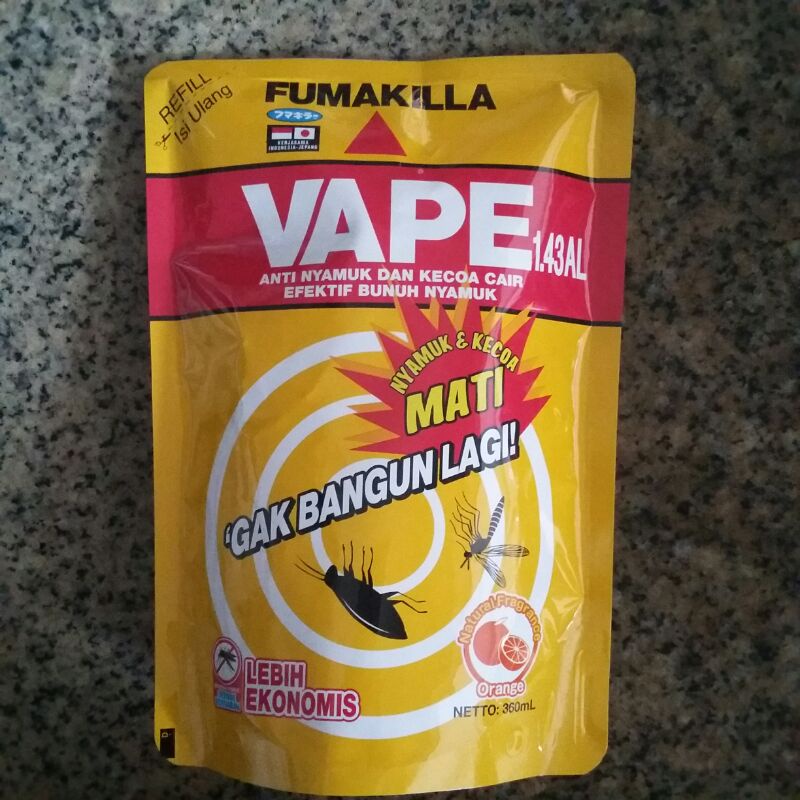 REFILL
Isi Ulang
FUMAKILLA
フマキラー
KERJASAMA
INDONESIA-JEPANG
VAPE
1.43AL
ANTI NYAMUK DAN KECOA CAIR
EFEKTIF BUNUH NYAMUK
NYAMUK & KECOA
MATI
'GAK BANGUN LAGI!
Natural Fragrance
Orange
LEBIH
EKONOMIS
NETTO: 360mL